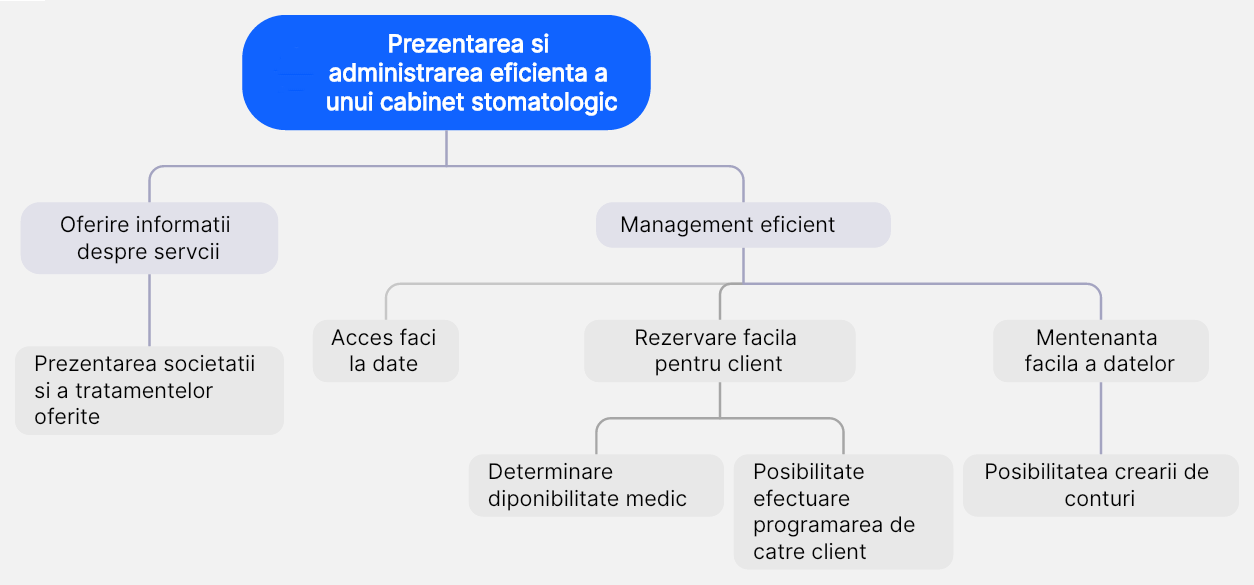 Prezentarea si
administrarea eficienta a
unui cabinet stomatologic
Oferire informatii
despre servcii
Management eficient
Prezentarea societatii
si a tratamentelor
oferite
Acces faci
la date
Rezervare facila
pentru client
Mentenanta
facila a datelor
Determinare
diponibilitate medic
Posibilitate
efectuare
programarea de
catre client
Posibilitatea crearii de
conturi